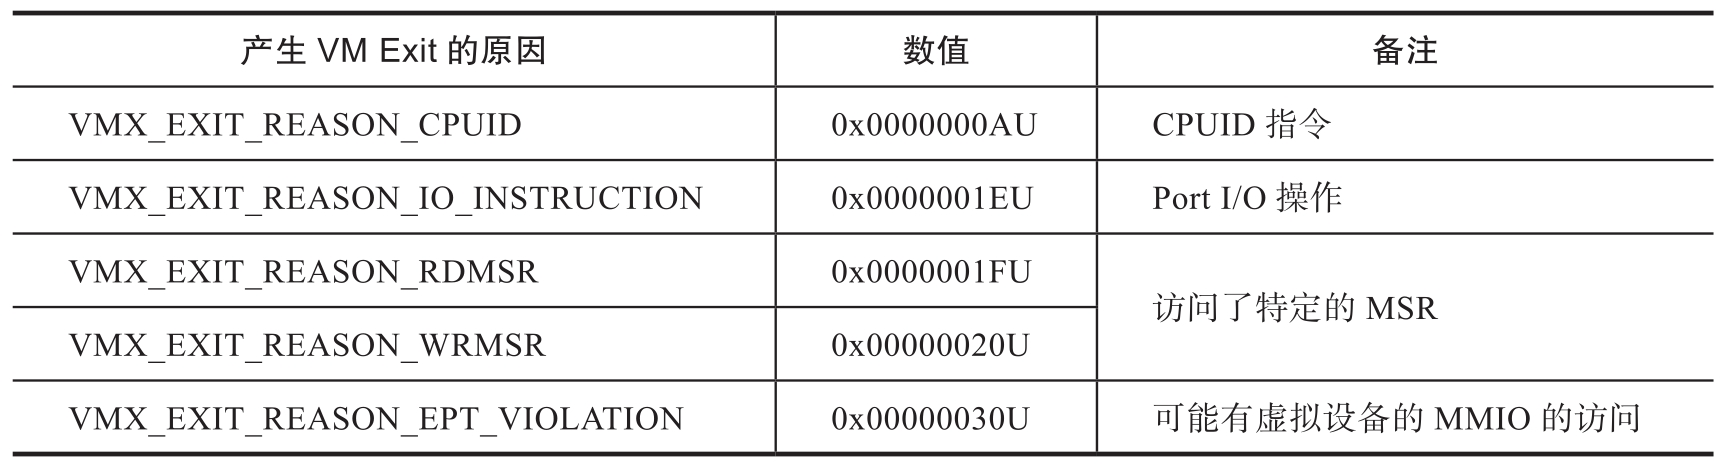 产生 VM Exit 的原因 数值 备注
VMX_EXIT_REASON_CPUID 0x0000000AU CPUID 指令
VMX_EXIT_REASON_IO_INSTRUCTION 0x0000001EU Port I/O 操作
VMX_EXIT_REASON_RDMSR 0x0000001FU
访问了特定的 MSR
VMX_EXIT_REASON_WRMSR 0x00000020U
VMX_EXIT_REASON_EPT_VIOLATION 0x00000030U 可能有虚拟设备的 MMIO 的访问